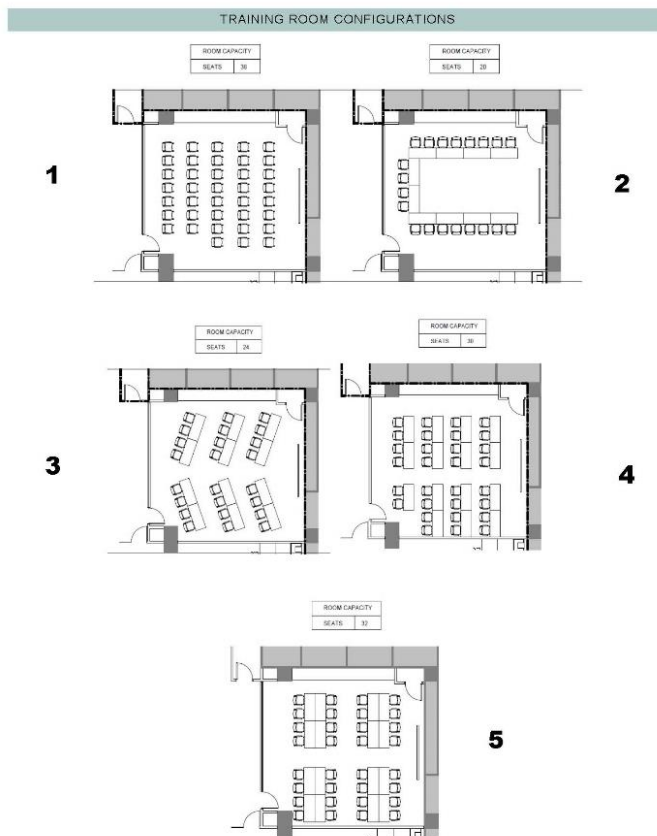 TRAINING ROOM CONFIGURATIONS
ROOM CAPACITY
SEATS 38
ROOM CAPACITY
SEATS 20
1
2
ROOM CAPACITY
SEATS 24
ROOM CAPACITY
SEATS 30
3
4
ROOM CAPACITY
SEATS 32
5